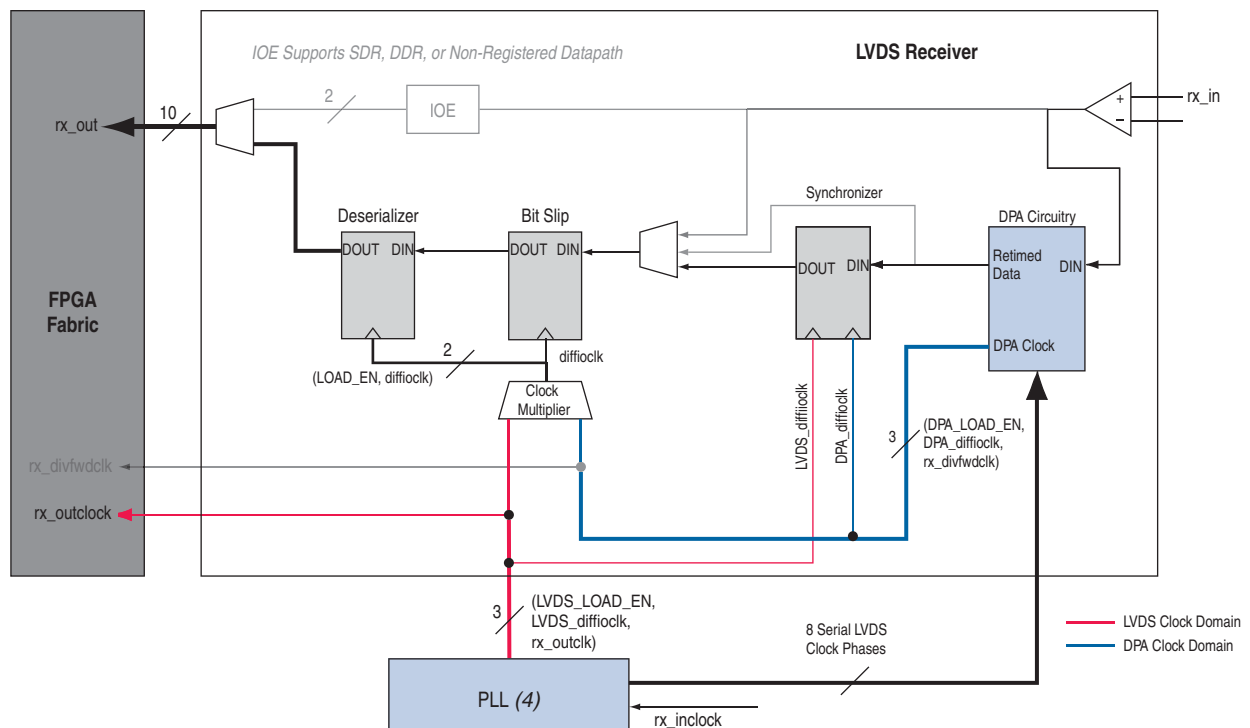 IOE Supports SDR, DDR, or Non-Registered Datapath
LVDS Receiver
2
IOE
+
–
rx_in
10
rx_out
Synchronizer
Deserializer
Bit Slip
DPA Circuitry
DOUT DIN
DOUT DIN
DOUT DIN
Retimed
Data
DIN
DPA Clock
FPGA
Fabric
2
(LOAD_EN, diffioclk)
diffioclk
Clock
Multiplier
LVDS_diffiioclk
DPA_diffioclk
3
(DPA_LOAD_EN,
DPA_diffioclk,
rx_divfwdclk)
rx_divfwdclk
rx_outclock
3
(LVDS_LOAD_EN,
LVDS_diffioclk,
rx_outclk)
8 Serial LVDS
Clock Phases
LVDS Clock Domain
DPA Clock Domain
PLL (4)
rx_inclock